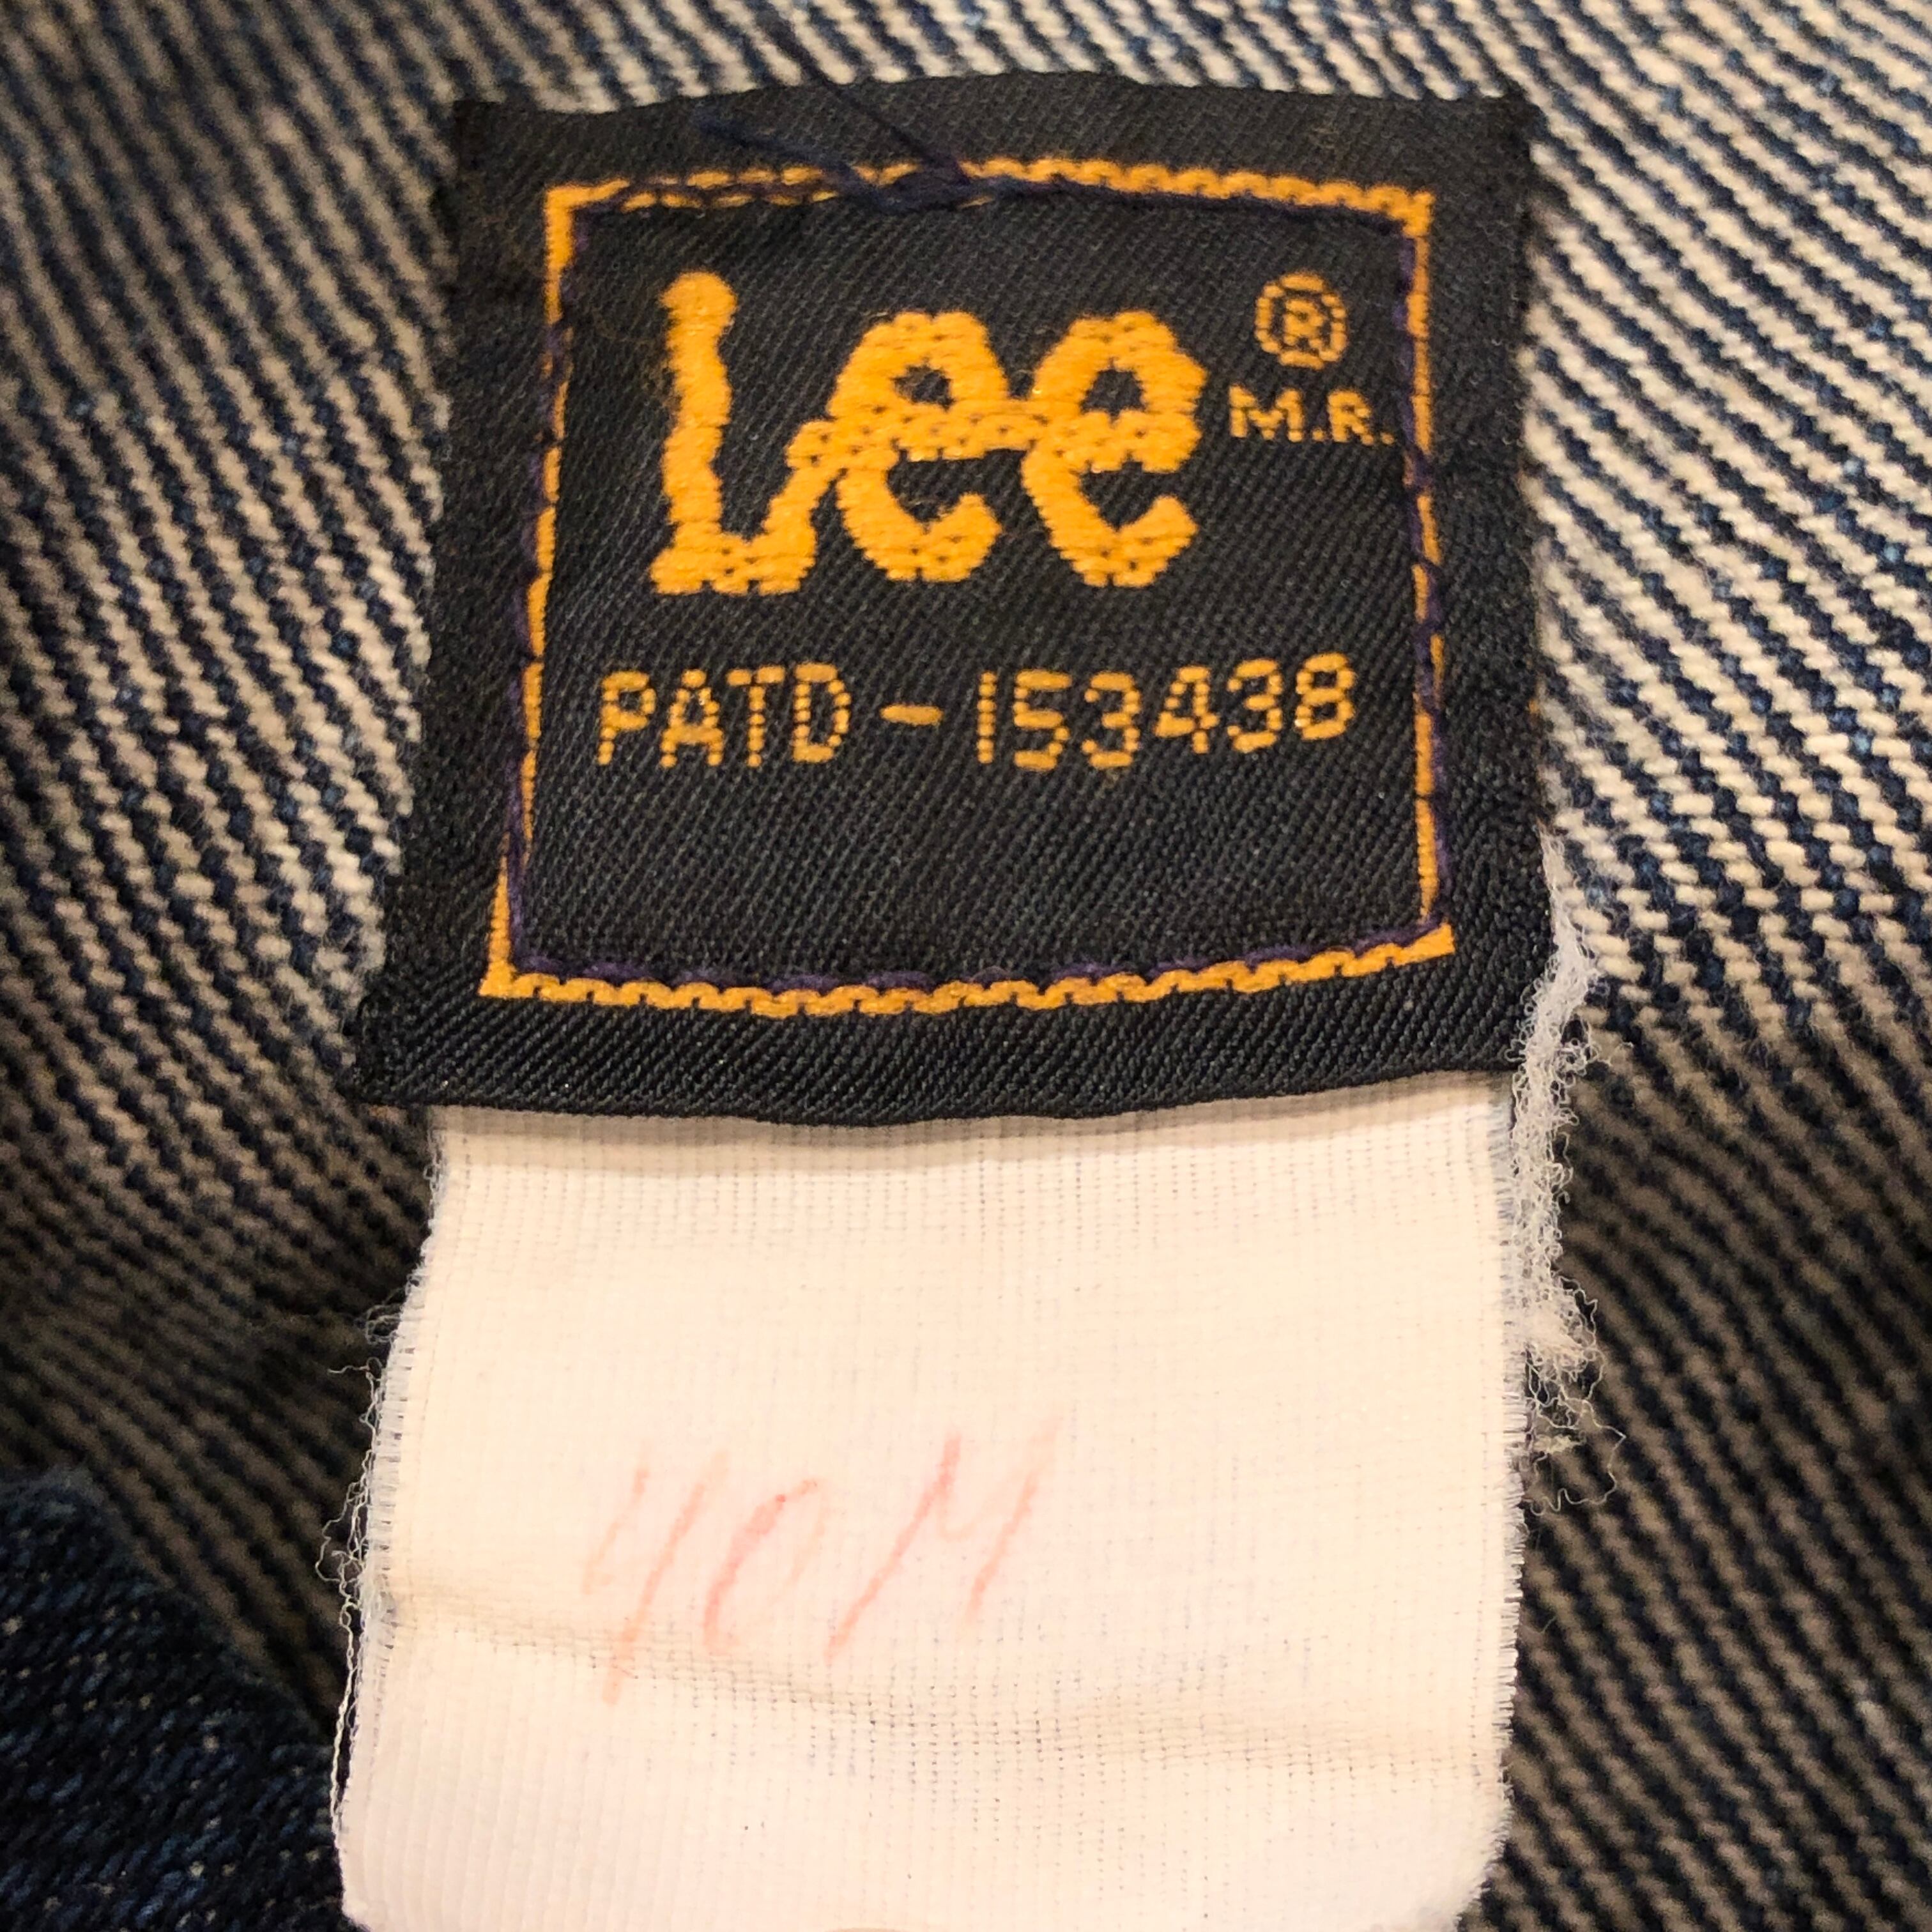 Lee ®
M.R.
PATD-153438
40M